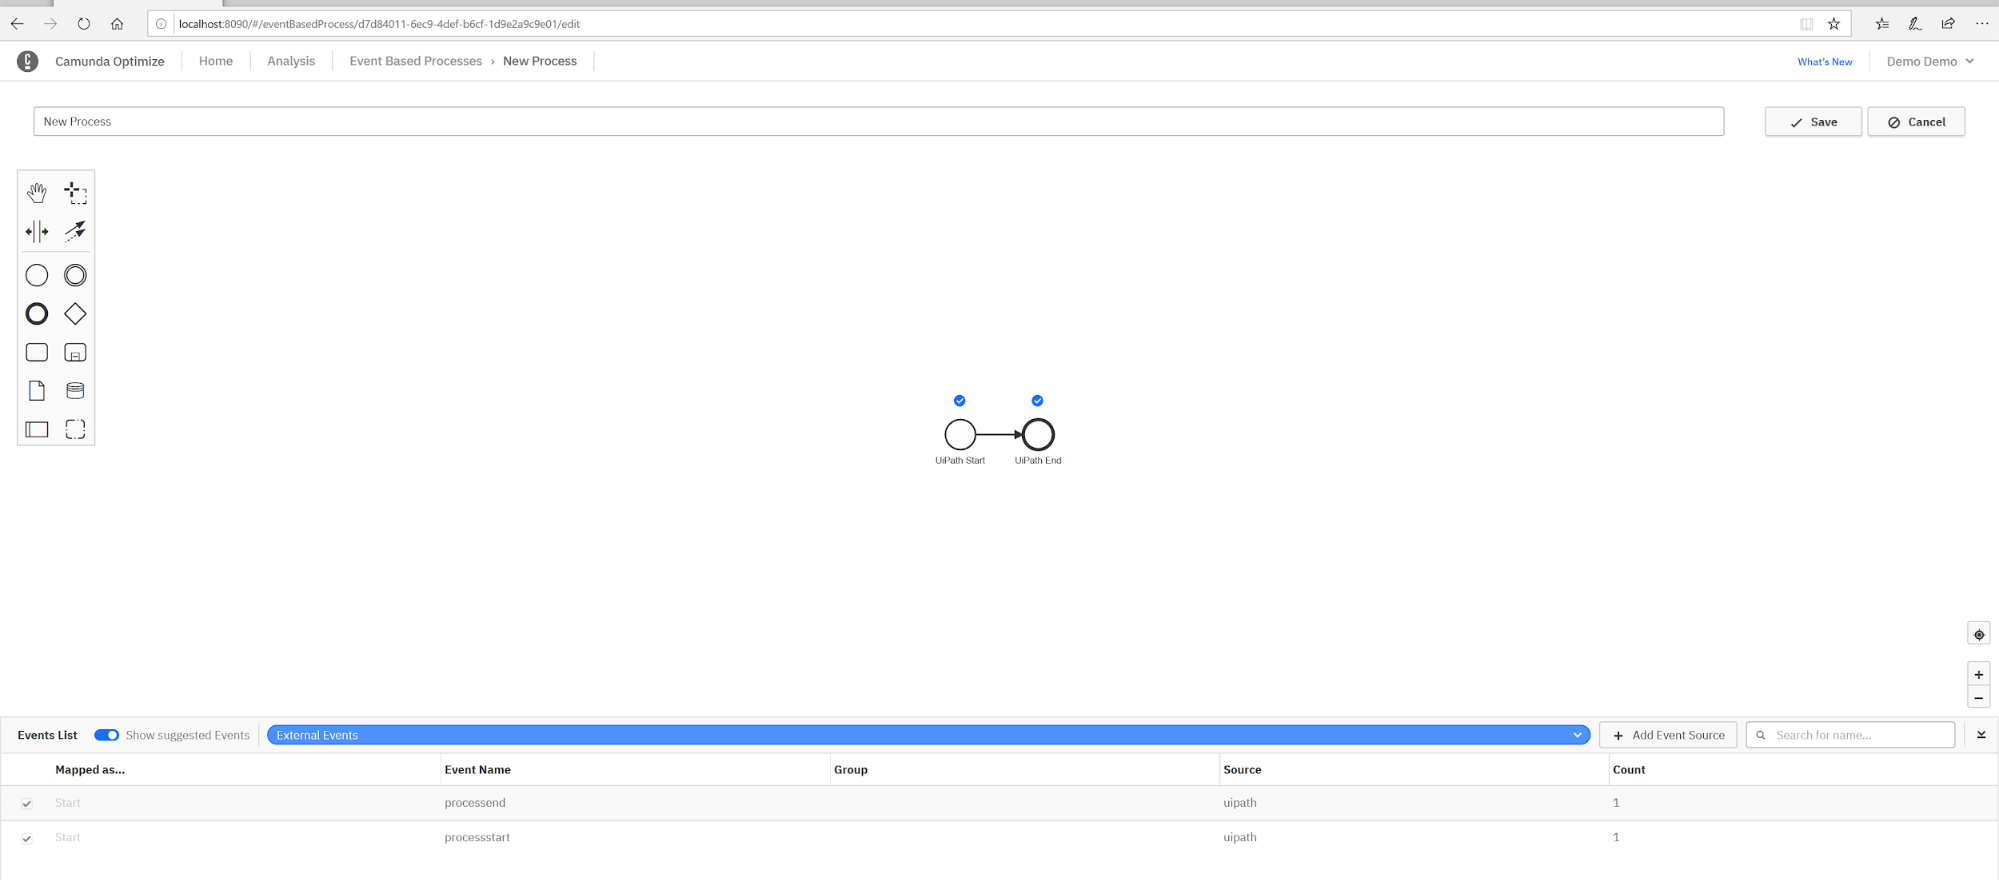 localhost:8090/#/eventBasedProcess/d7d84011-6ec9-4def-b6cf-1d9e2a9c9e01/edit
Camunda Optimize Home Analysis Event Based Processes › New Process What's New Demo Demo
New Process Save Cancel
UiPath Start UiPath End
Events List Show suggested Events External Events + Add Event Source Search for name...
Mapped as... Event Name Group Source Count
Start processend uipath 1
Start processstart uipath 1